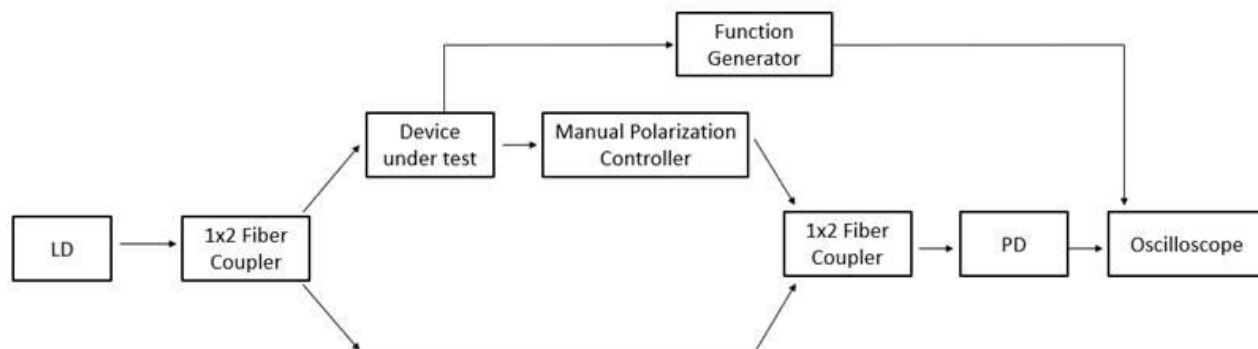 Function
Generator
Device
under test
Manual Polarization
Controller
LD
1x2 Fiber
Coupler
1x2 Fiber
Coupler
PD
Oscilloscope